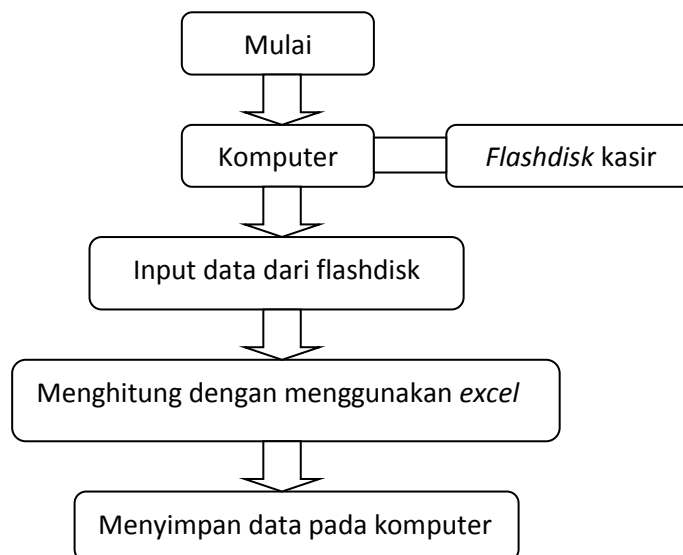 Mulai
Komputer
Flashdisk kasir
Input data dari flashdisk
Menghitung dengan menggunakan excel
Menyimpan data pada komputer